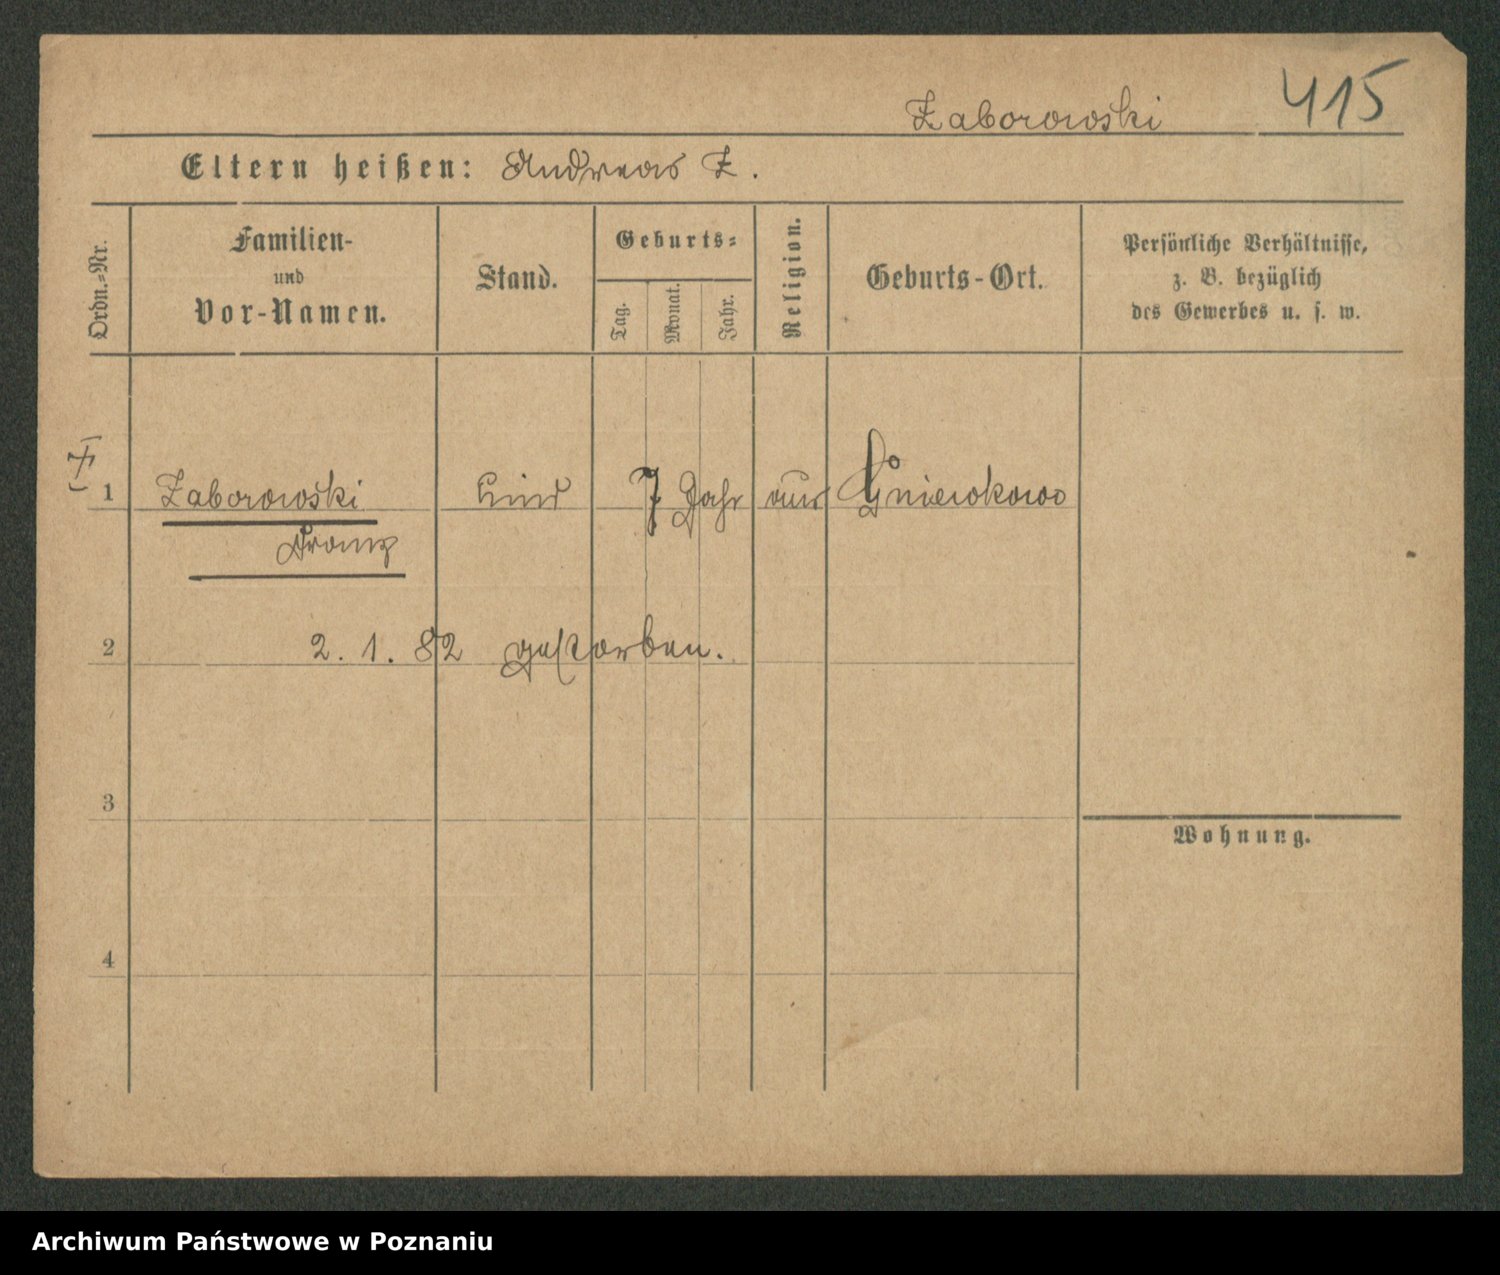 Zaborowski 415
Eltern heißen: Andreas Z.
Ordn.-Nr.
Familien-
und
Vor-Namen.
Stand.
Geburts-
Tag.
Monat.
Jahr.
Religion.
Geburts-Ort.
Persönliche Verhältnisse,
z. B. bezüglich
des Gewerbes u. s. w.
1 Zaborowski Kind 7 Jahr aus Gniewkowo
Franz
2 2. 1. 82 gestorben.
3
Wohnung.
4
Archiwum Państwowe w Poznaniu